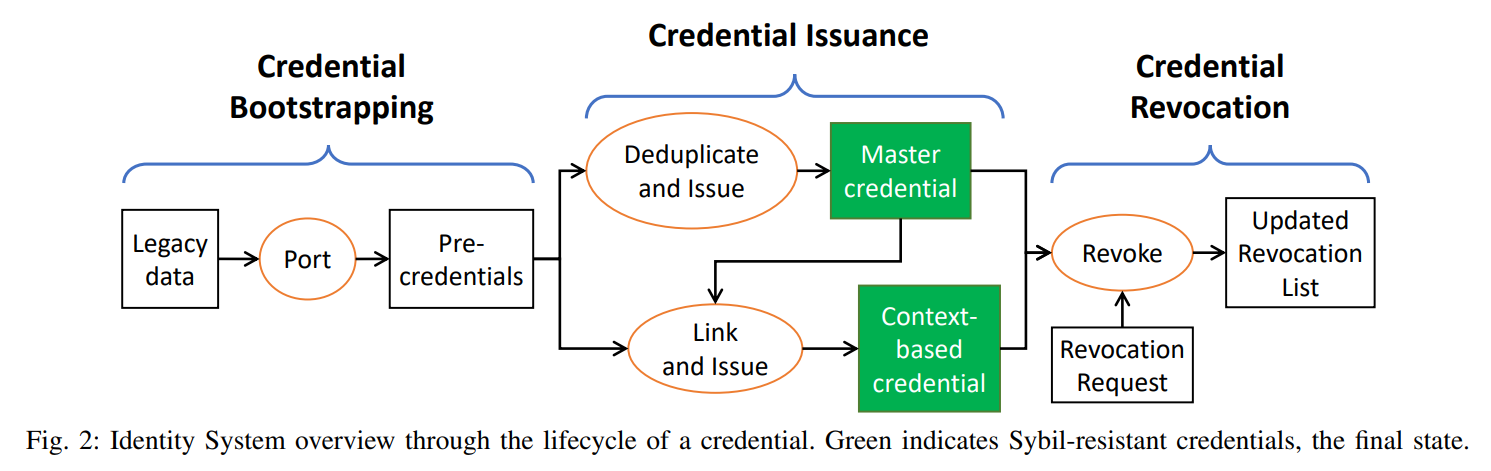 Credential
Bootstrapping
Credential Issuance
Credential
Revocation
Legacy
data
Port
Pre-
credentials
Deduplicate
and Issue
Master
credential
Link
and Issue
Context-
based
credential
Revoke
Updated
Revocation
List
Revocation
Request
Fig. 2: Identity System overview through the lifecycle of a credential. Green indicates Sybil-resistant credentials, the final state.